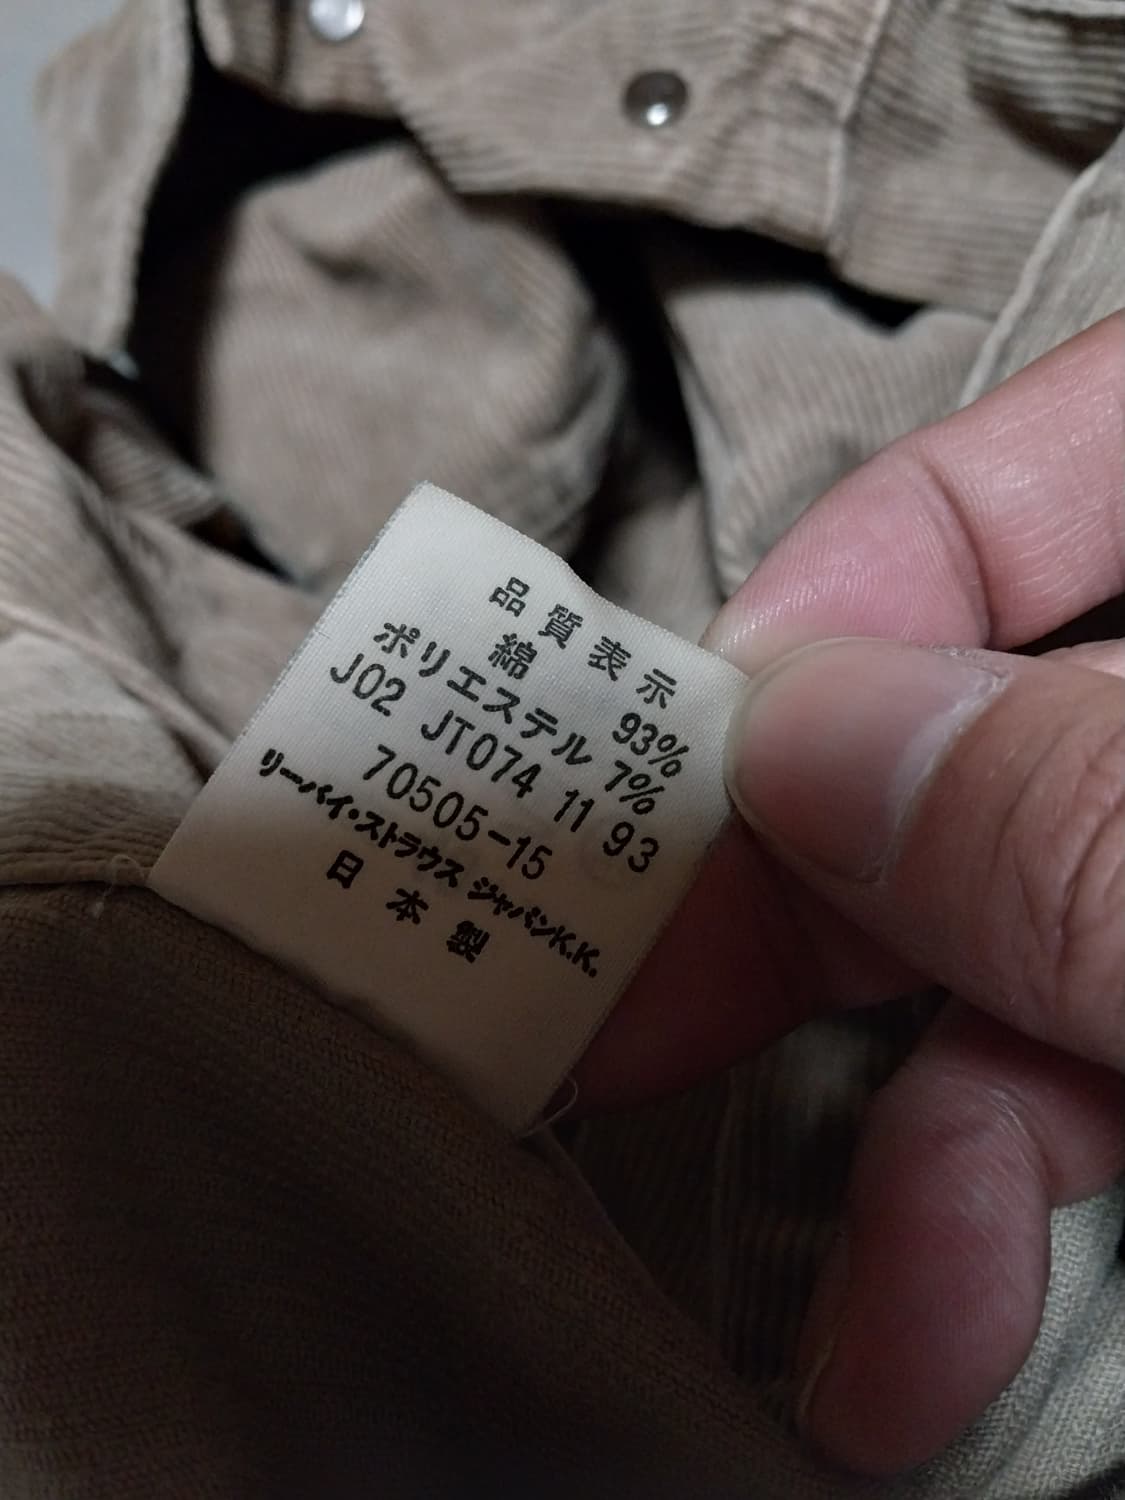 品質表示
綿 93%
ポリエステル 7%
J02 JT074 11 93
70505-15
リーバイ・ストラウス ジャパンK.K.
日本製